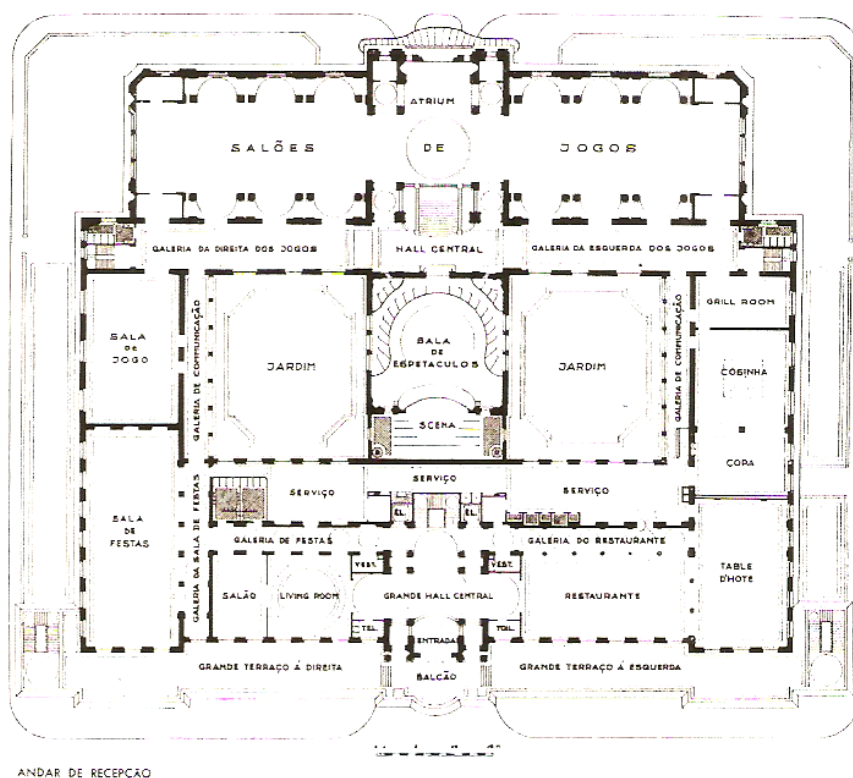 ATRIUM
SALÕES DE JOGOS
GALERIA DA DIREITA DOS JOGOS
HALL CENTRAL
GALERIA DA ESQUERDA DOS JOGOS
GRILL ROOM
SALA
DE
JOGO
GALERIA DE COMMUNICAÇÃO
JARDIM
SALA
DE
ESPETACULOS
JARDIM
GALERIA DE COMMUNICAÇÃO
COSINHA
SCENA
COPA
SERVIÇO
SERVIÇO
SERVIÇO
EL.
EL.
SALA
DE
FESTAS
GALERIA DA SALA DE FESTAS
GALERIA DE FESTAS
GALERIA DO RESTAURANTE
VEST.
VEST.
TABLE
D'HOTE
SALÃO
LIVING ROOM
GRANDE HALL CENTRAL
RESTAURANTE
TEL.
TOIL.
ENTRADA
GRANDE TERRAÇO Á DIREITA
BALCÃO
GRANDE TERRAÇO Á ESQUERDA
ANDAR DE RECEPÇÃO